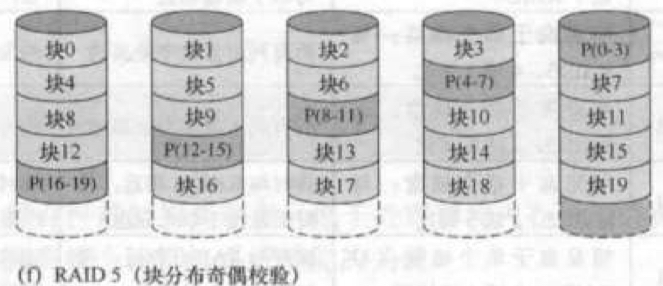 块0 块1 块2 块3 P(0-3)
块4 块5 块6 P(4-7) 块7
块8 块9 P(8-11) 块10 块11
块12 P(12-15) 块13 块14 块15
P(16-19) 块16 块17 块18 块19
(f) RAID 5（块分布奇偶校验）